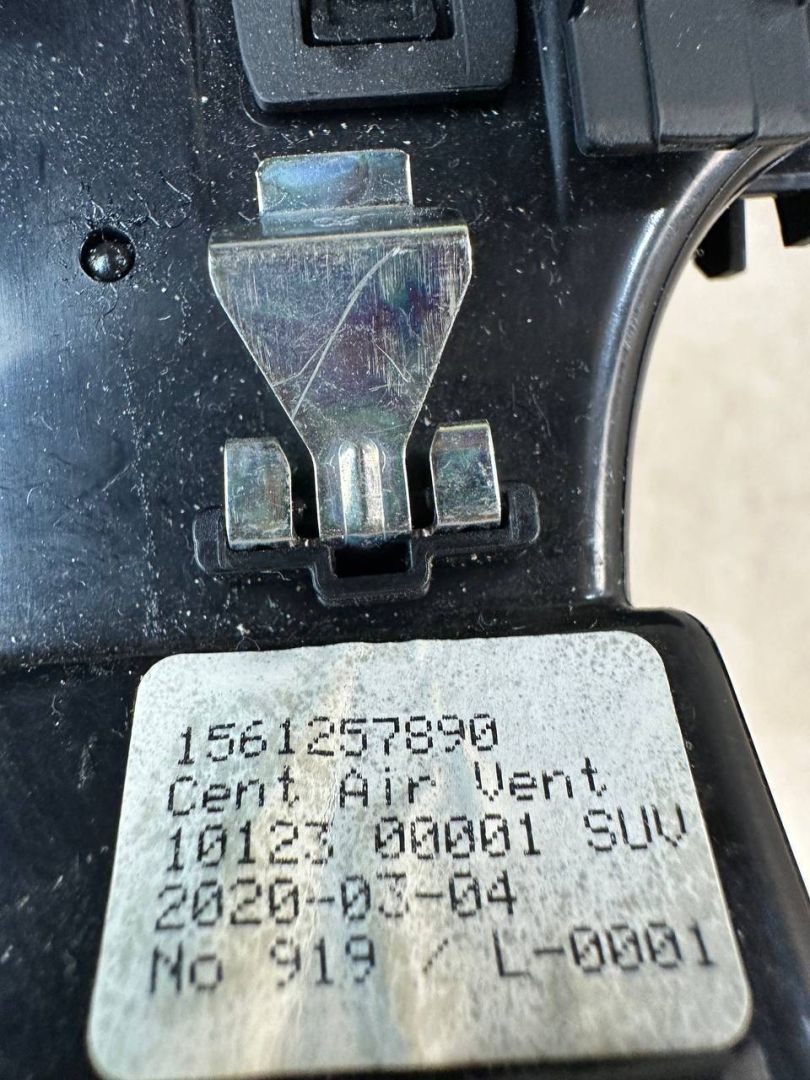 1561257890
Cent Air Vent
10123 00001 SUV
2020-03-04
No 919 / L-0001